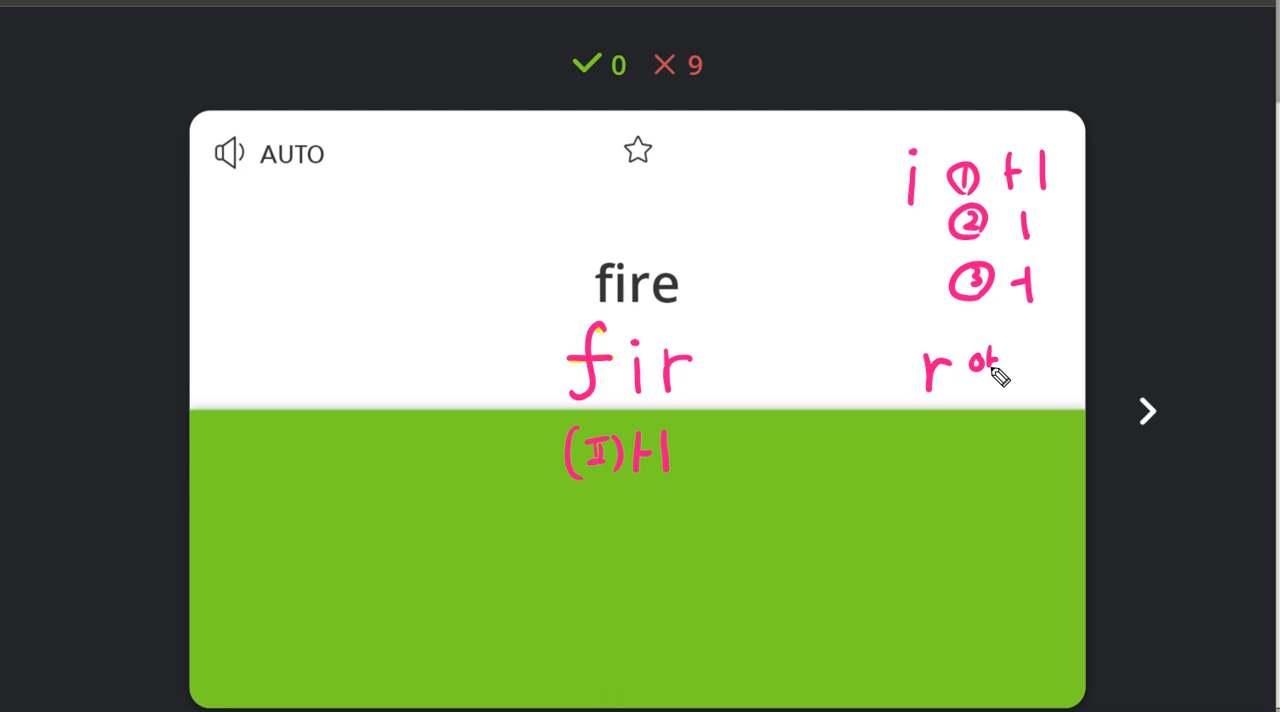 0 9
AUTO
i ① ㅏㅣ
② ㅣ
③ ㅓ
fire
fir
r 아
(ㅍ)ㅏㅣ